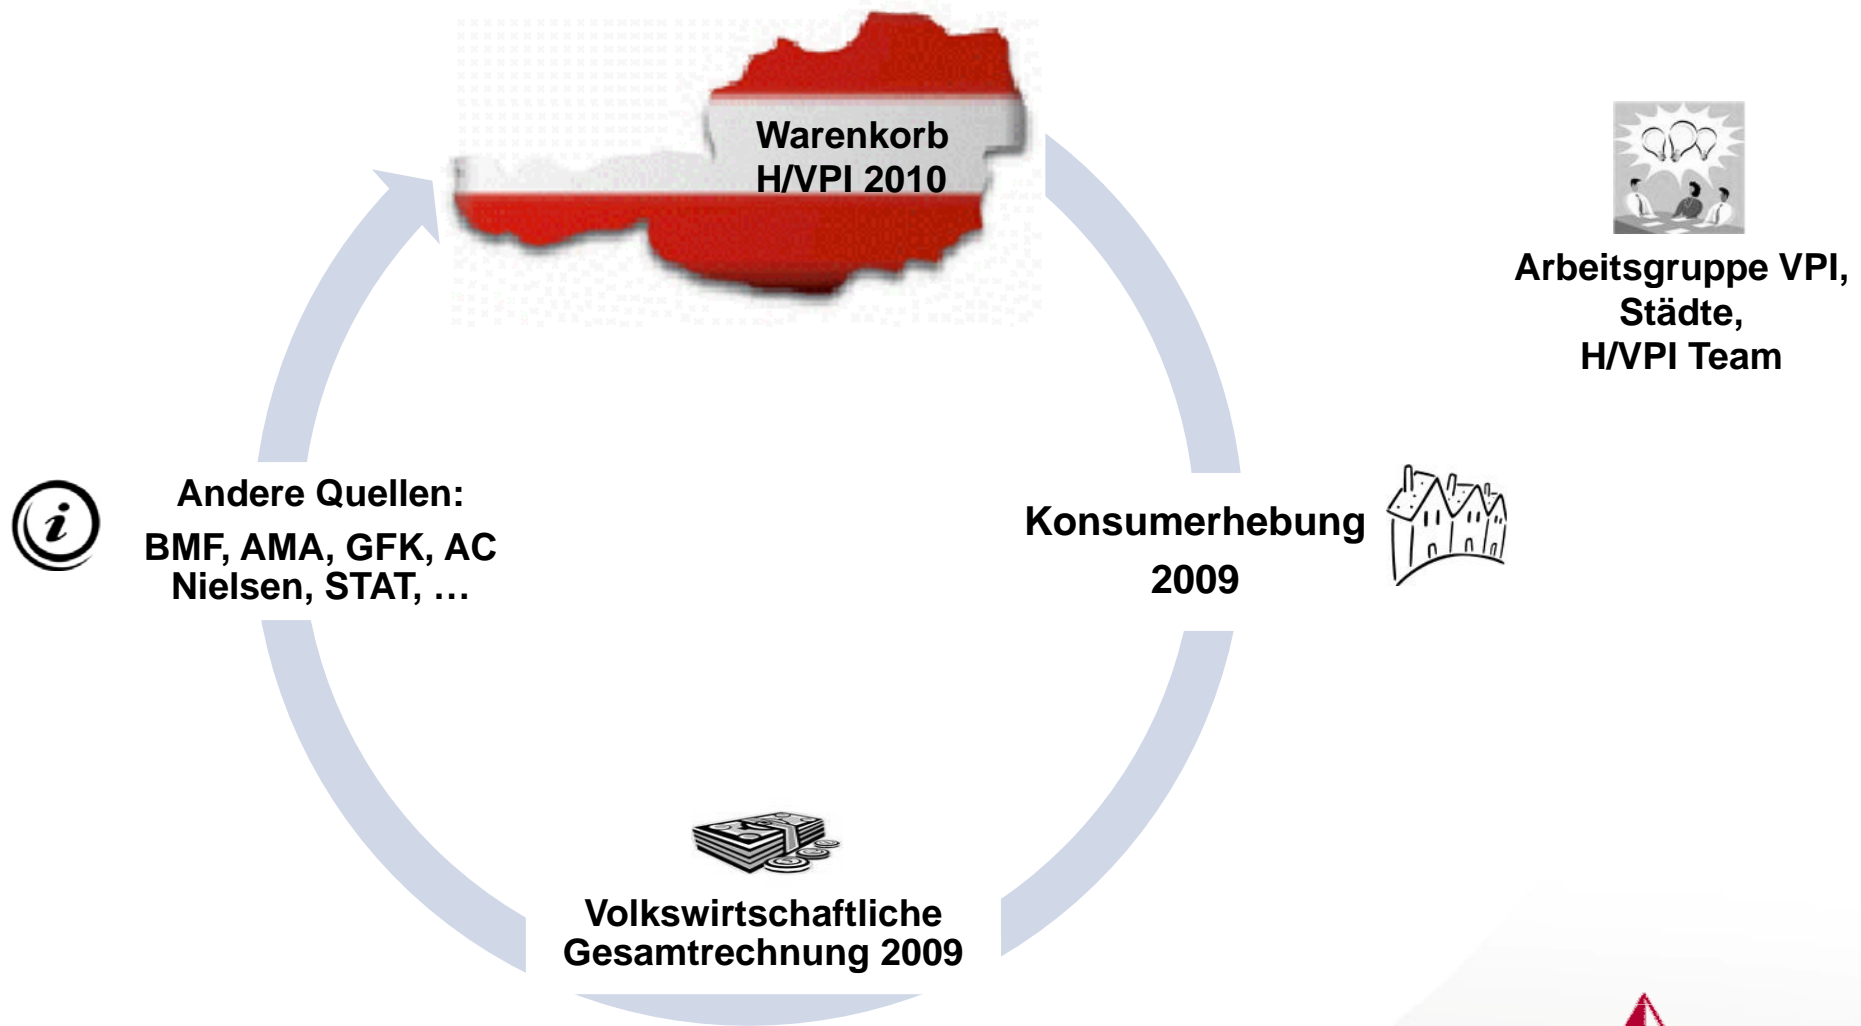 Warenkorb
H/VPI 2010
Arbeitsgruppe VPI,
Städte,
H/VPI Team
Andere Quellen:
BMF, AMA, GFK, AC
Nielsen, STAT, …
Konsumerhebung
2009
Volkswirtschaftliche
Gesamtrechnung 2009